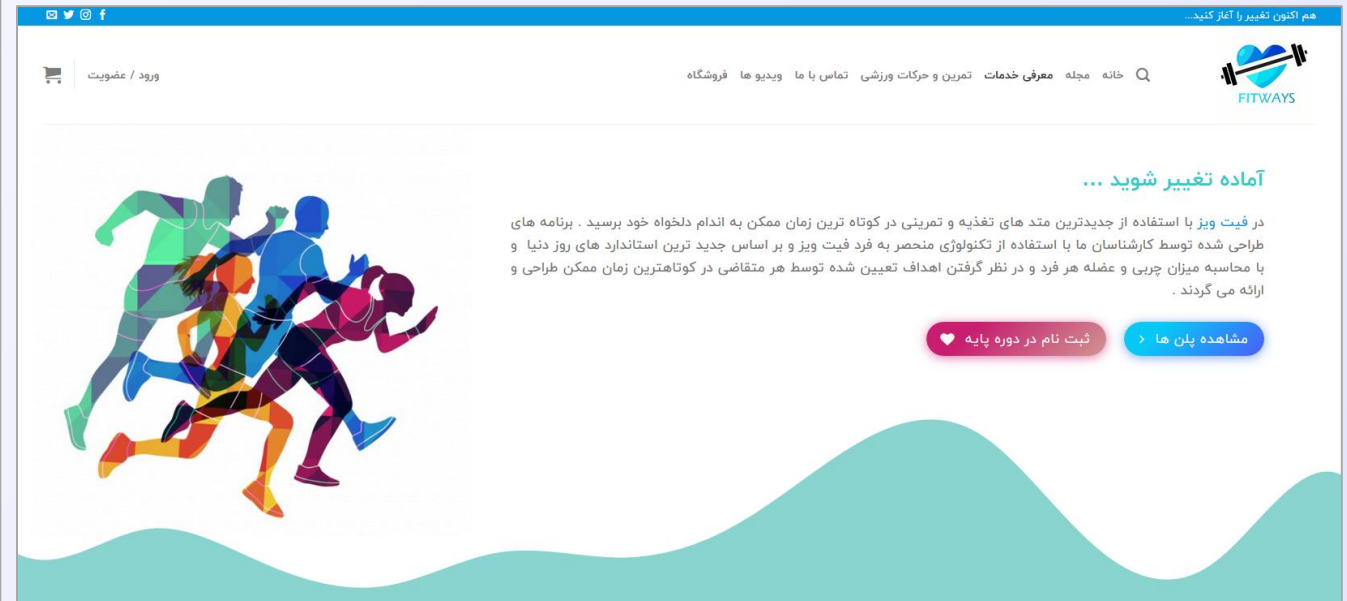 هم اکنون تغییر را آغاز کنید...
FITWAYS
خانه مجله معرفی خدمات تمرین و حرکات ورزشی تماس با ما ویدیو ها فروشگاه
ورود / عضویت
آماده تغییر شوید ...
در فیت ویز با استفاده از جدیدترین متد های تغذیه و تمرینی در کوتاه ترین زمان ممکن به اندام دلخواه خود برسید . برنامه های
طراحی شده توسط کارشناسان ما با استفاده از تکنولوژی منحصر به فرد فیت ویز و بر اساس جدید ترین استاندارد های روز دنیا و
با محاسبه میزان چربی و عضله هر فرد و در نظر گرفتن اهداف تعیین شده توسط هر متقاضی در کوتاهترین زمان ممکن طراحی و
ارائه می گردند .
مشاهده پلن ها
ثبت نام در دوره پایه